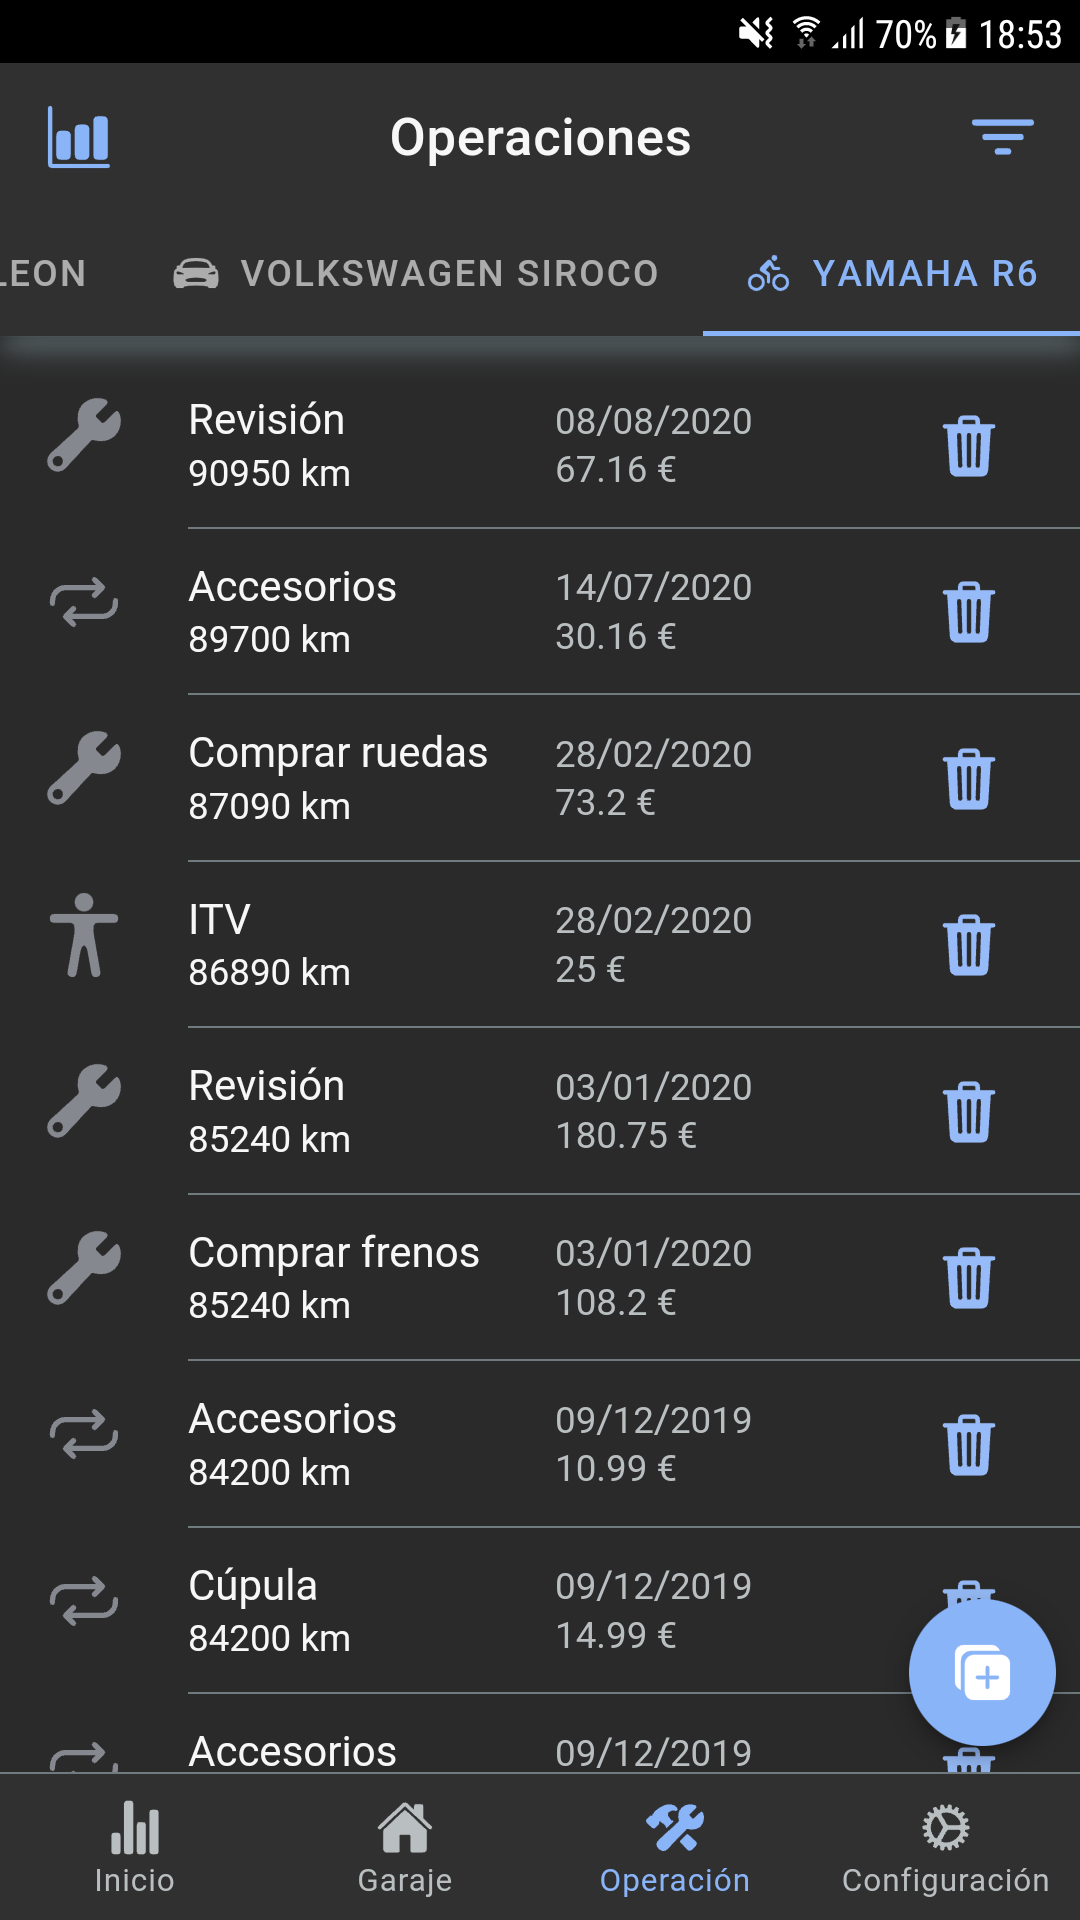 70% 18:53
Operaciones
LEON VOLKSWAGEN SIROCO YAMAHA R6
Revisión 08/08/2020
90950 km 67.16 €
Accesorios 14/07/2020
89700 km 30.16 €
Comprar ruedas 28/02/2020
87090 km 73.2 €
ITV 28/02/2020
86890 km 25 €
Revisión 03/01/2020
85240 km 180.75 €
Comprar frenos 03/01/2020
85240 km 108.2 €
Accesorios 09/12/2019
84200 km 10.99 €
Cúpula 09/12/2019
84200 km 14.99 €
Accesorios 09/12/2019
Inicio Garaje Operación Configuración